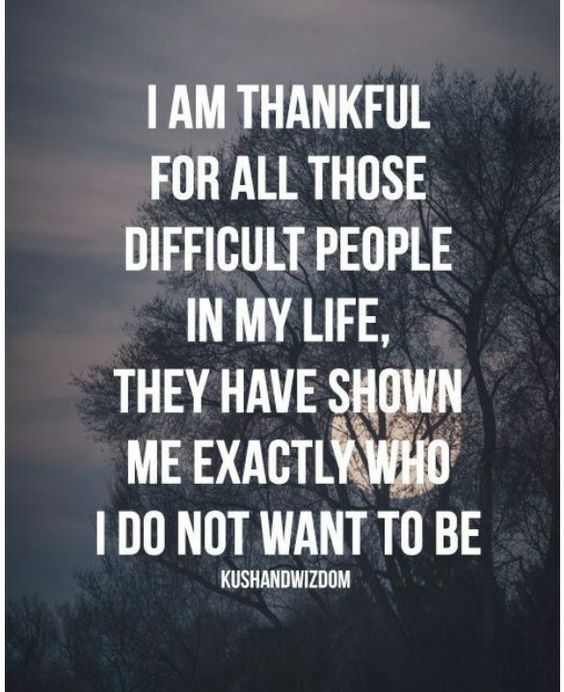 I AM THANKFUL
FOR ALL THOSE
DIFFICULT PEOPLE
IN MY LIFE,
THEY HAVE SHOWN
ME EXACTLY WHO
I DO NOT WANT TO BE
KUSHANDWIZDOM